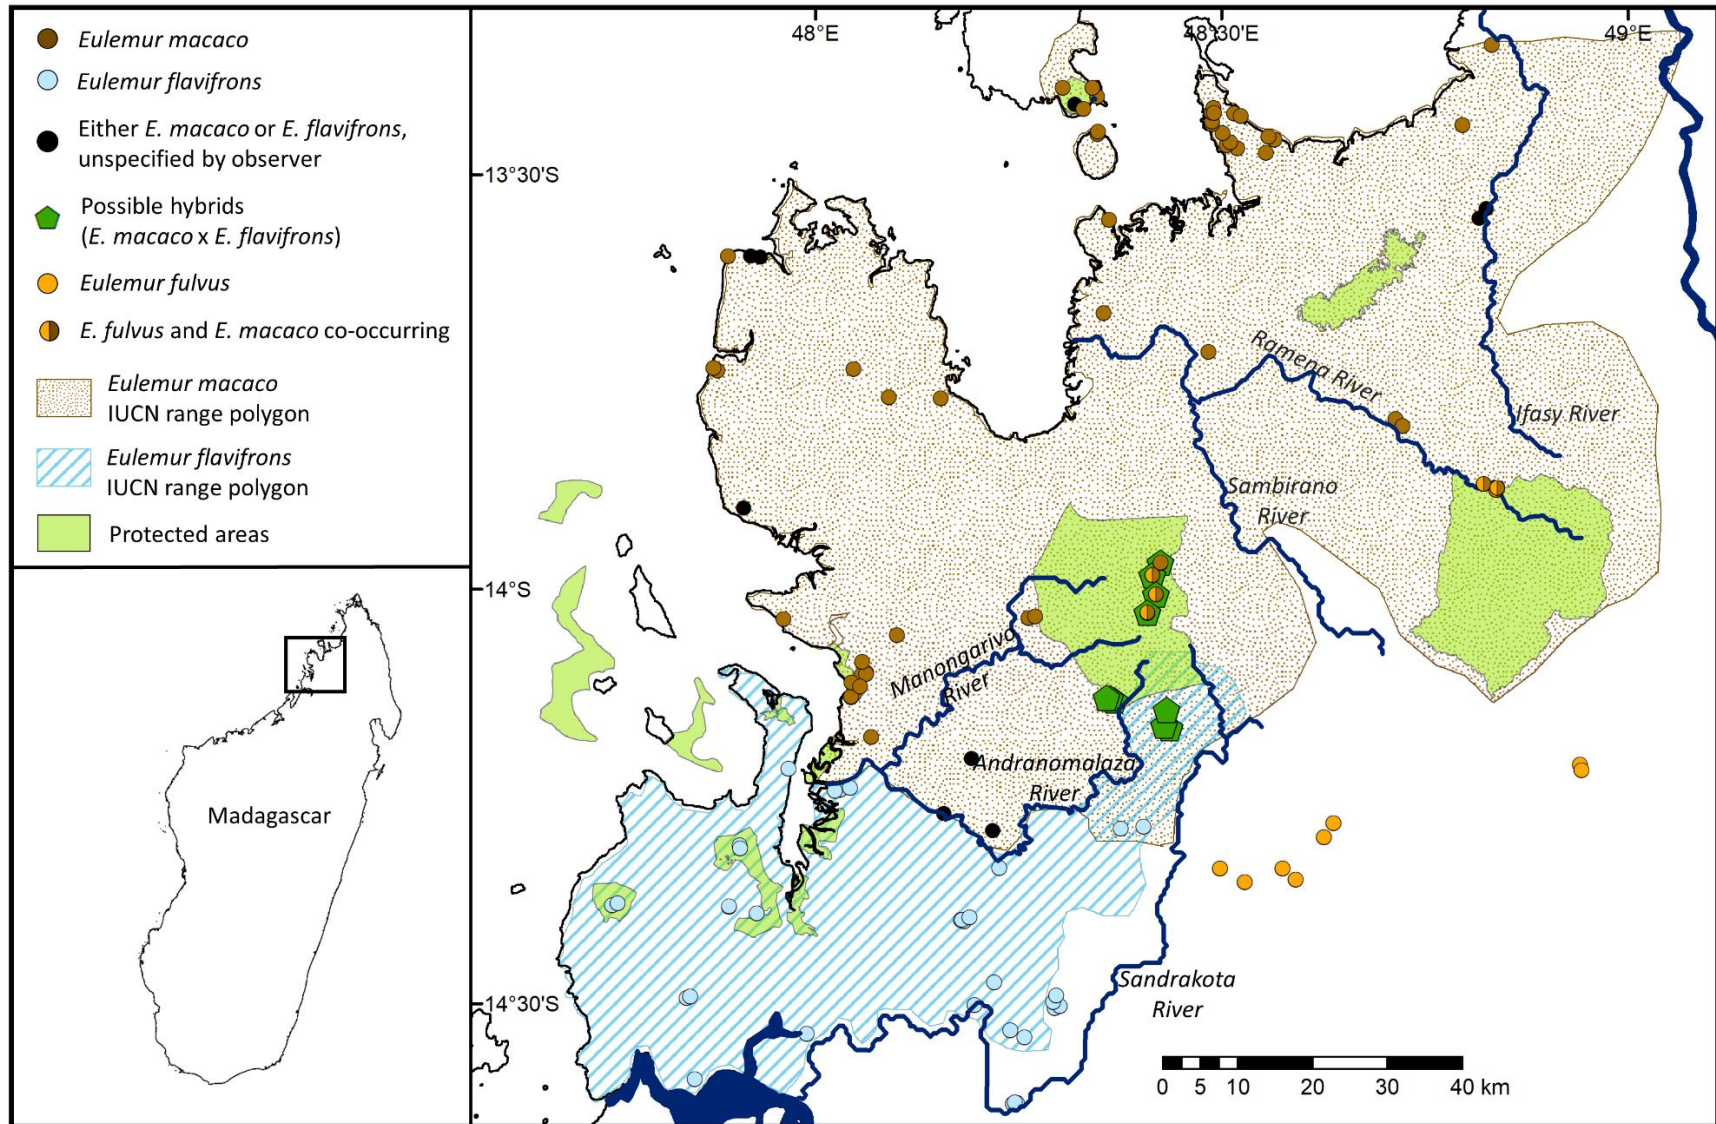 Eulemur macaco
Eulemur flavifrons
Either E. macaco or E. flavifrons,
unspecified by observer
Possible hybrids
(E. macaco x E. flavifrons)
Eulemur fulvus
E. fulvus and E. macaco co-occurring
Eulemur macaco
IUCN range polygon
Eulemur flavifrons
IUCN range polygon
Protected areas
Madagascar
48°E
48°30'E
49°E
13°30'S
14°S
14°30'S
Ramena River
Ifasy River
Sambirano
River
Manongarivo
River
Andranomalaza
River
Sandrakota
River
0 5 10 20 30 40 km